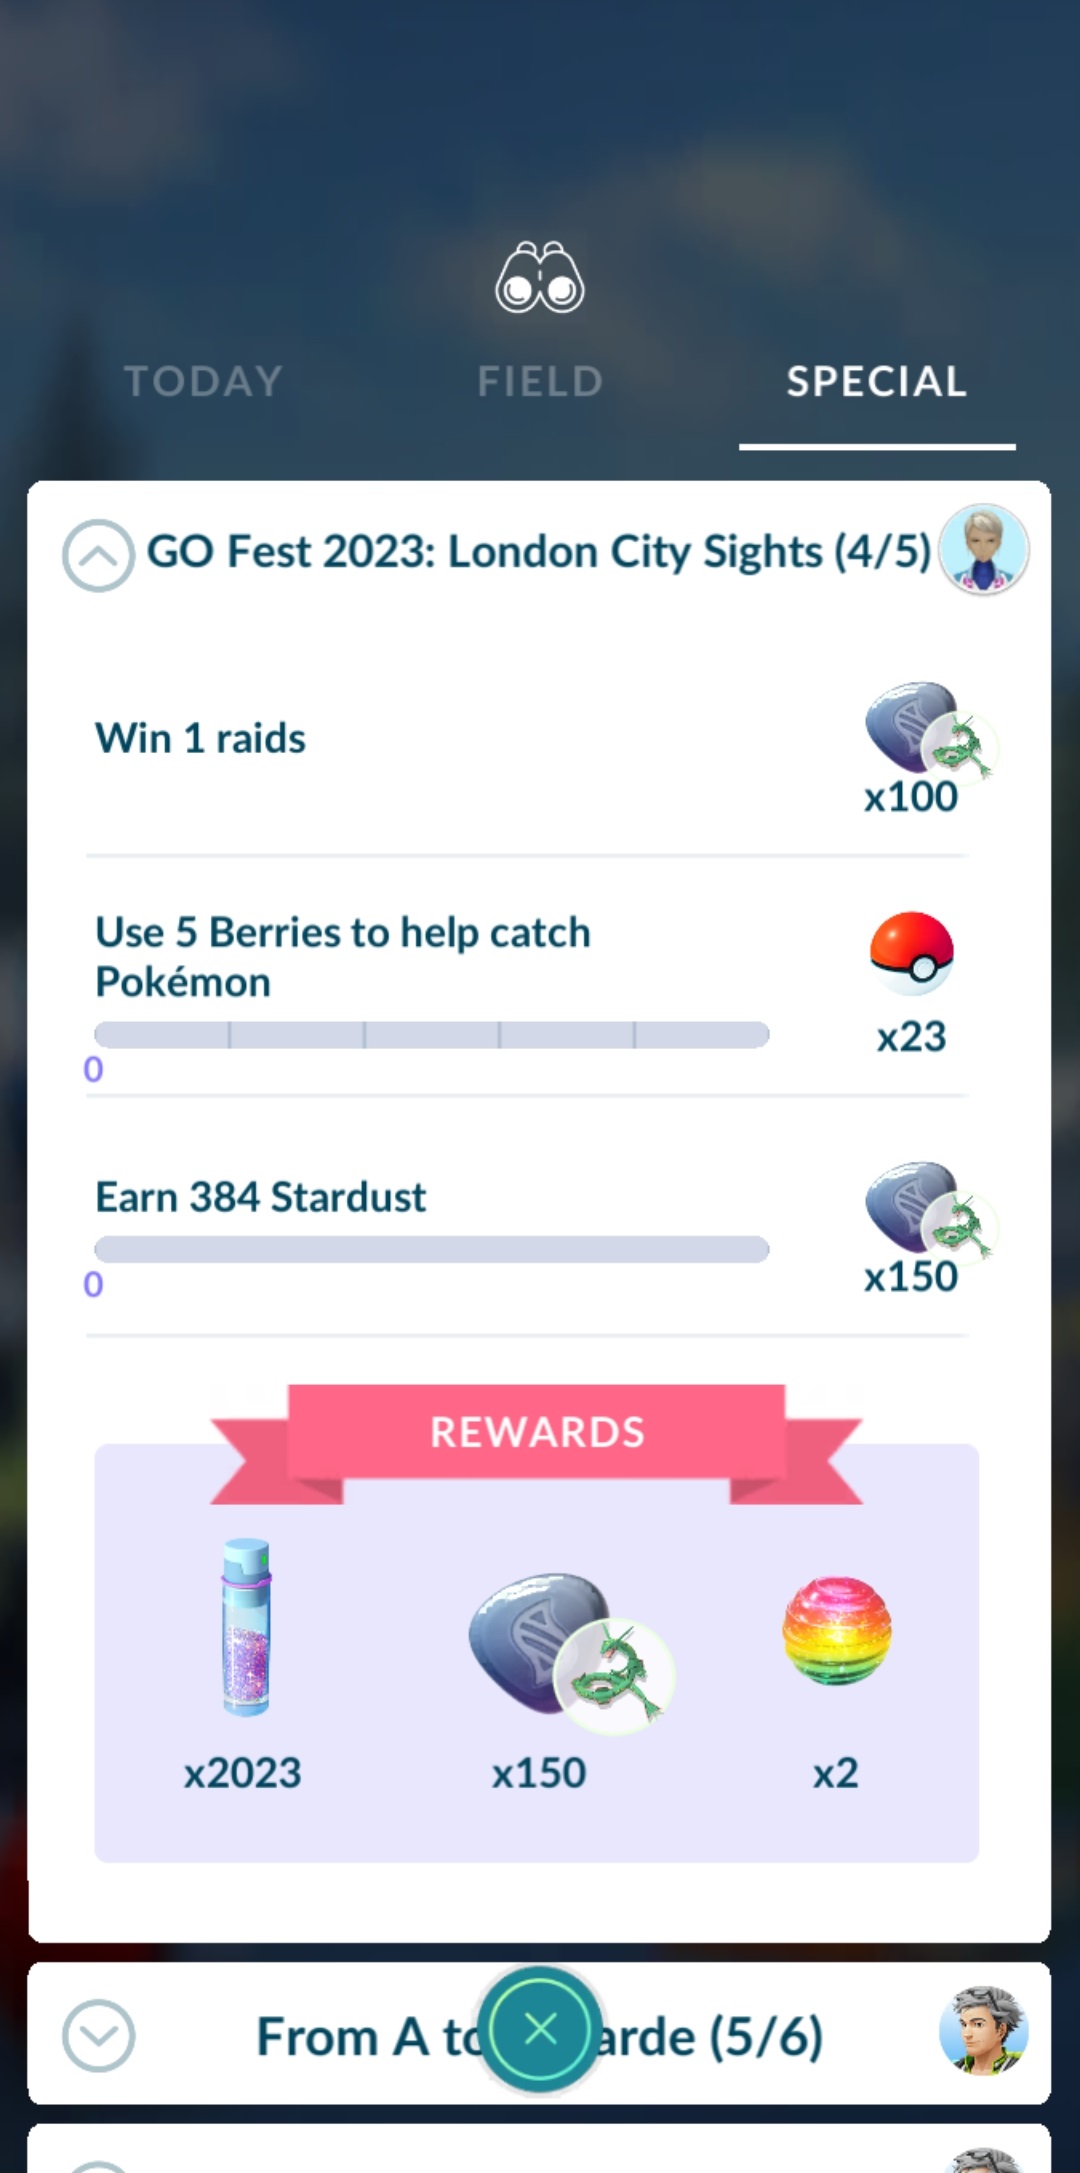 TODAY
FIELD
SPECIAL
GO Fest 2023: London City Sights (4/5)
Win 1 raids
x100
Use 5 Berries to help catch
Pokémon
x23
0
Earn 384 Stardust
x150
0
REWARDS
x2023
x150
x2
From A to arde (5/6)